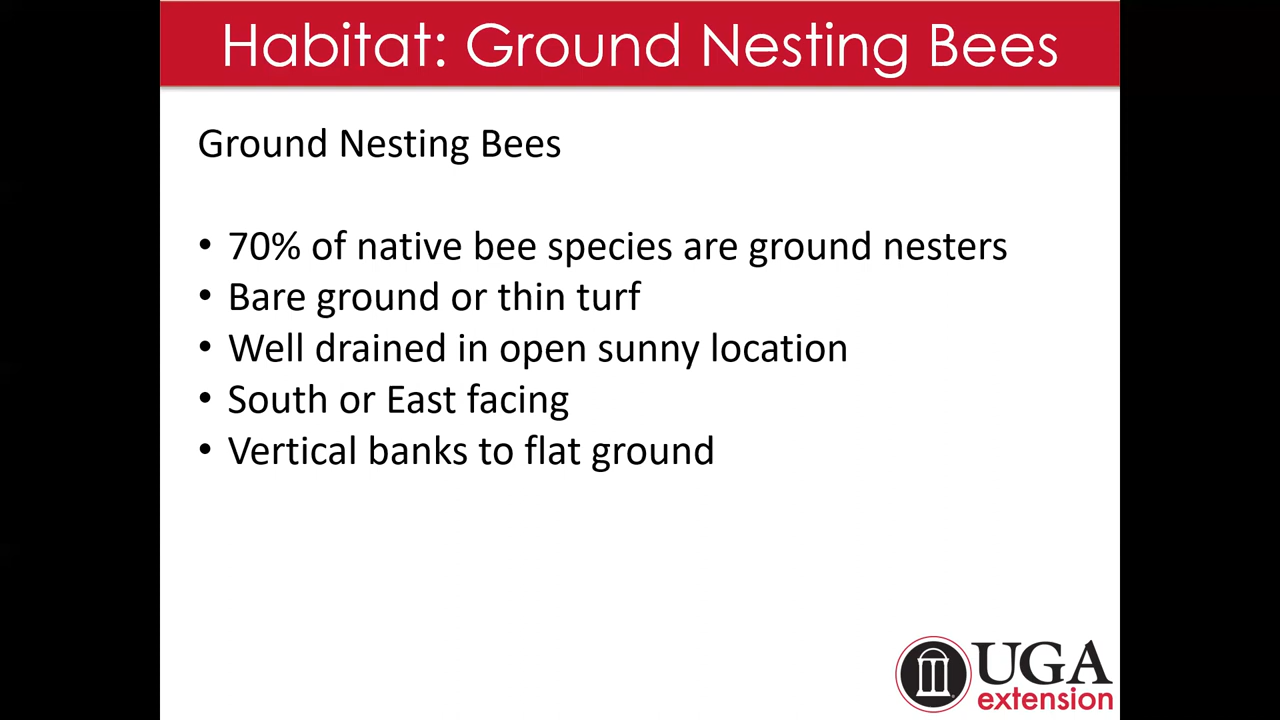 Habitat: Ground Nesting Bees
Ground Nesting Bees
• 70% of native bee species are ground nesters
• Bare ground or thin turf
• Well drained in open sunny location
• South or East facing
• Vertical banks to flat ground
UGA
extension